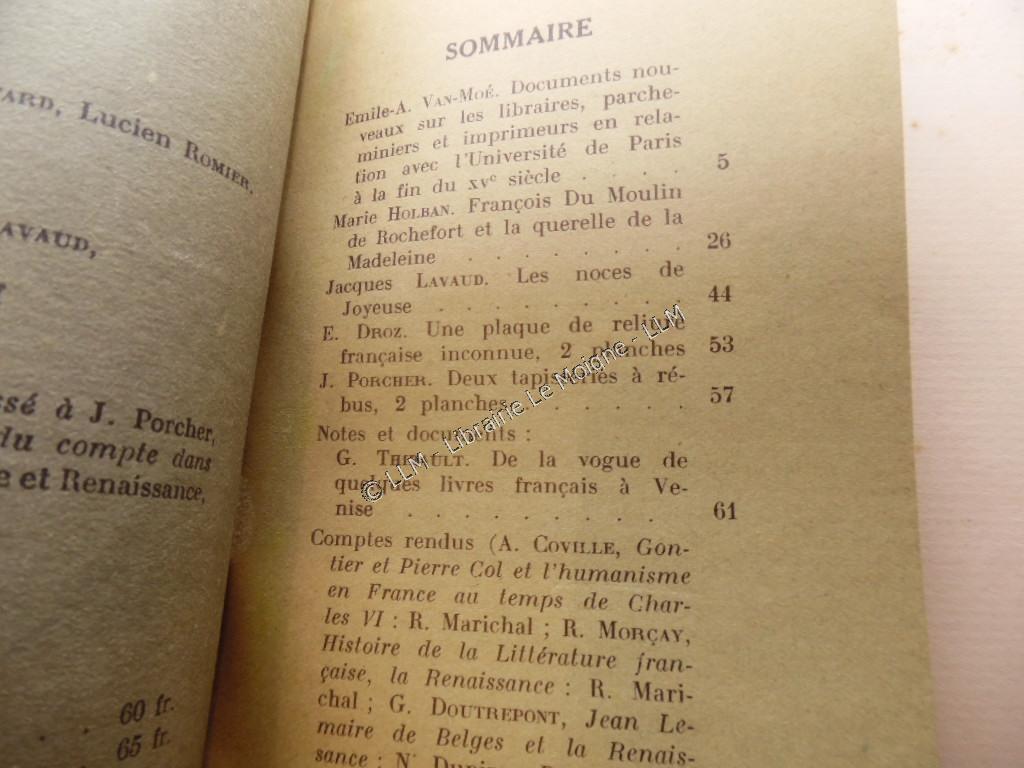 ARD, Lucien ROMIER.
AVAUD,
ssé à J. Porcher,
du compte dans
e et Renaissance,
60 fr.
65 fr.
SOMMAIRE
Emile-A. VAN-MOÉ. Documents nou-
veaux sur les libraires, parche-
miniers et imprimeurs en rela-
tion avec l'Université de Paris
à la fin du XVe siècle . . . . 5
Marie HOLBAN. François Du Moulin
de Rochefort et la querelle de la
Madeleine . . . . . . . 26
Jacques LAVAUD. Les noces de
Joyeuse . . . . . . . 44
E. DROZ. Une plaque de reliure
française inconnue, 2 planches 53
J. PORCHER. Deux tapisseries à ré-
bus, 2 planches . . . . . . 57
Notes et documents :
G. THIBAULT. De la vogue de
quelques livres français à Ve-
nise . . . . . . . . . 61
Comptes rendus (A. COVILLE, Gon-
tier et Pierre Col et l'humanisme
en France au temps de Char-
les VI : R. Marichal ; R. MORÇAY,
Histoire de la Littérature fran-
çaise, la Renaissance : R. Mari-
chal ; G. DOUTREPONT, Jean Le-
maire de Belges et la Renais-
sance : N.
© LLM - Librairie Le Moigne - LLM